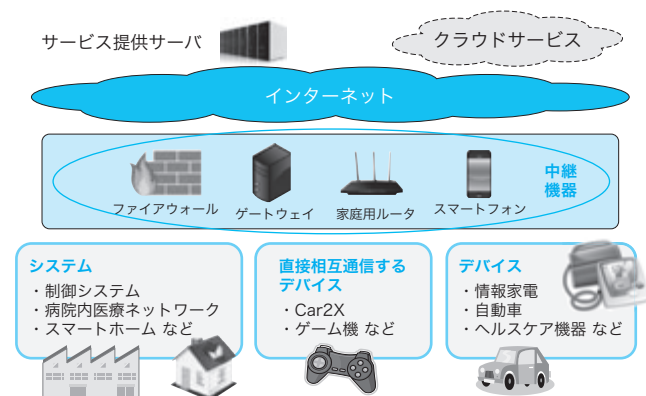 サービス提供サーバ
クラウドサービス
インターネット
中継
機器
ファイアウォール
ゲートウェイ
家庭用ルータ
スマートフォン
システム
・制御システム
・病院内医療ネットワーク
・スマートホーム など
直接相互通信する
デバイス
・Car2X
・ゲーム機 など
デバイス
・情報家電
・自動車
・ヘルスケア機器 など